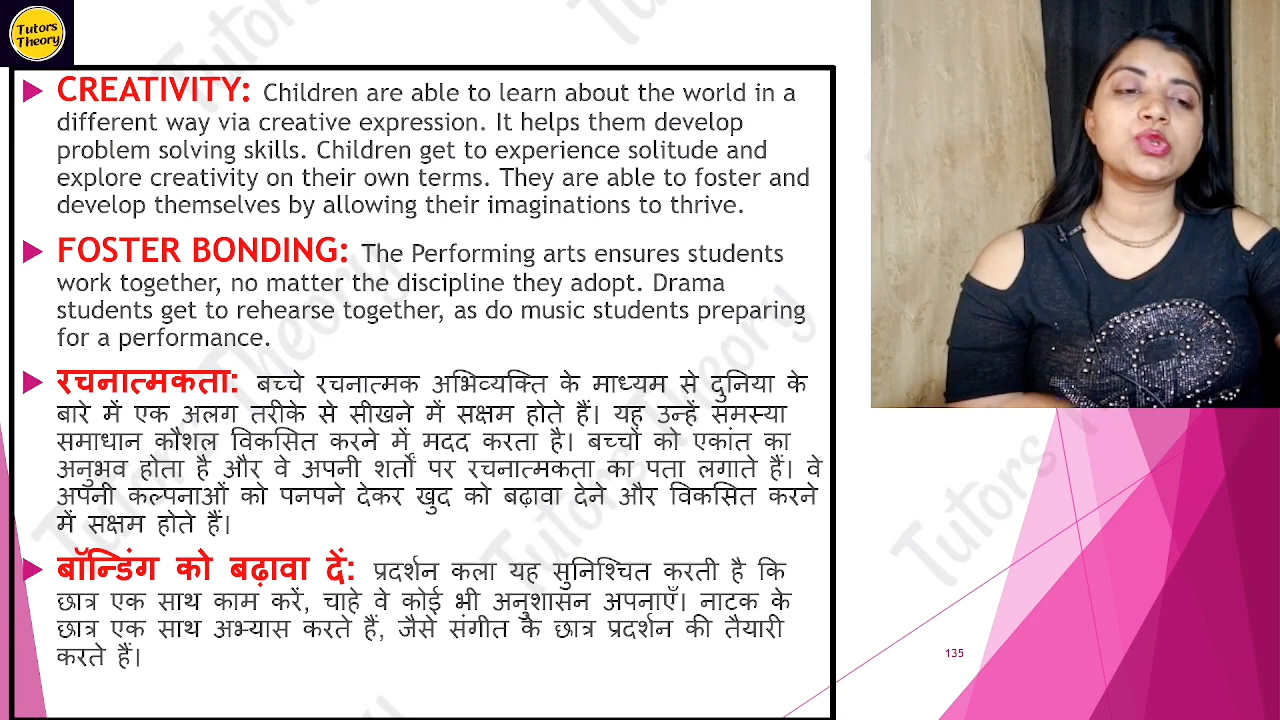 Tutors
Theory
CREATIVITY: Children are able to learn about the world in a
different way via creative expression. It helps them develop
problem solving skills. Children get to experience solitude and
explore creativity on their own terms. They are able to foster and
develop themselves by allowing their imaginations to thrive.
FOSTER BONDING: The Performing arts ensures students
work together, no matter the discipline they adopt. Drama
students get to rehearse together, as do music students preparing
for a performance.
रचनात्मकता: बच्चे रचनात्मक अभिव्यक्ति के माध्यम से दुनिया के
बारे में एक अलग तरीके से सीखने में सक्षम होते हैं। यह उन्हें समस्या
समाधान कौशल विकसित करने में मदद करता है। बच्चों को एकांत का
अनुभव होता है और वे अपनी शर्तों पर रचनात्मकता का पता लगाते हैं। वे
अपनी कल्पनाओं को पनपने देकर खुद को बढ़ावा देने और विकसित करने
में सक्षम होते हैं।
बॉन्डिंग को बढ़ावा दें: प्रदर्शन कला यह सुनिश्चित करती है कि
छात्र एक साथ काम करें, चाहे वे कोई भी अनुशासन अपनाएँ। नाटक के
छात्र एक साथ अभ्यास करते हैं, जैसे संगीत के छात्र प्रदर्शन की तैयारी
करते हैं।
135